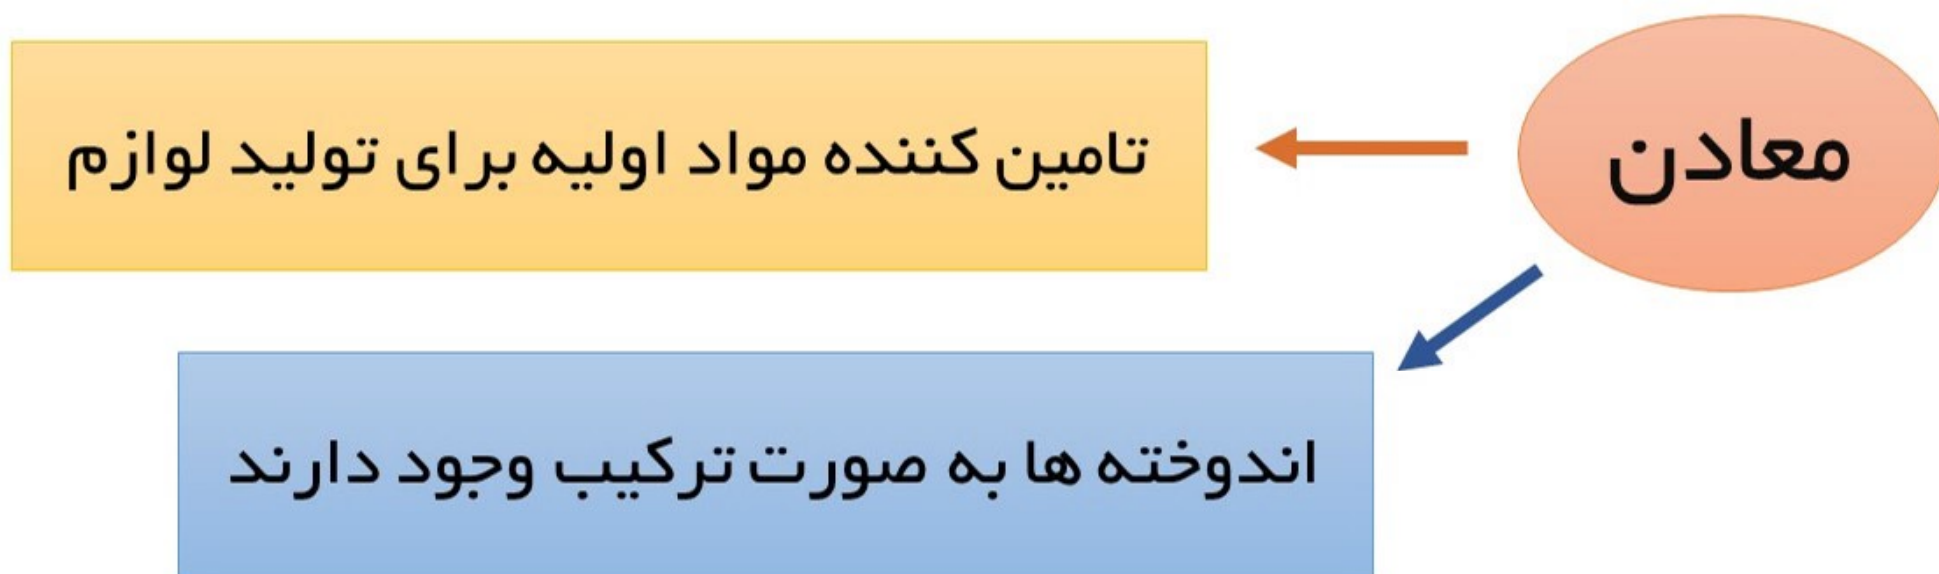 معادن
تامین کننده مواد اولیه برای تولید لوازم
اندوخته ها به صورت ترکیب وجود دارند